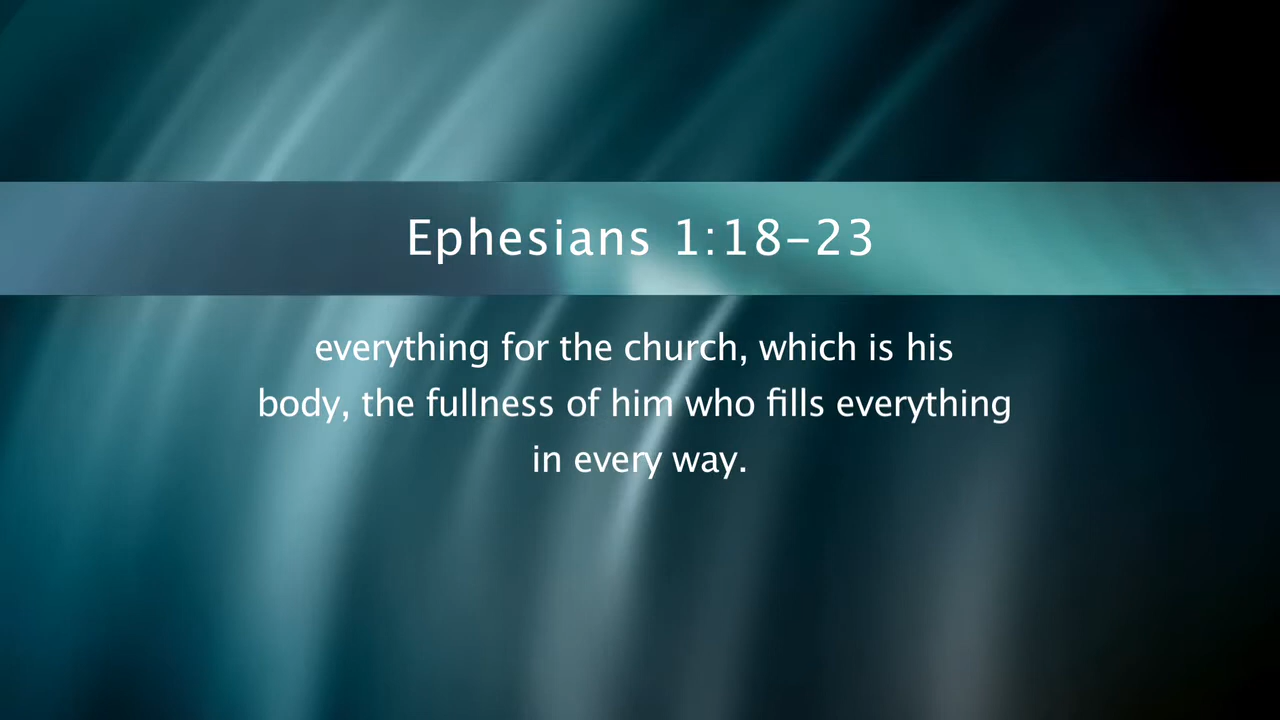 Ephesians 1:18-23
everything for the church, which is his
body, the fullness of him who fills everything
in every way.